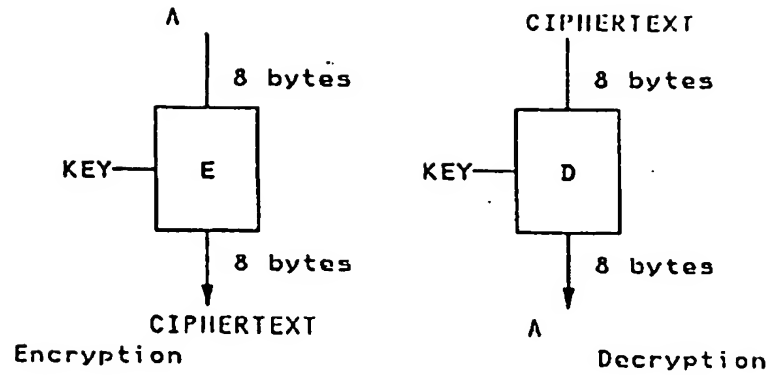 A
8 bytes
KEY
E
8 bytes
CIPHERTEXT
Encryption
CIPHERTEXT
8 bytes
KEY
D
8 bytes
A
Decryption